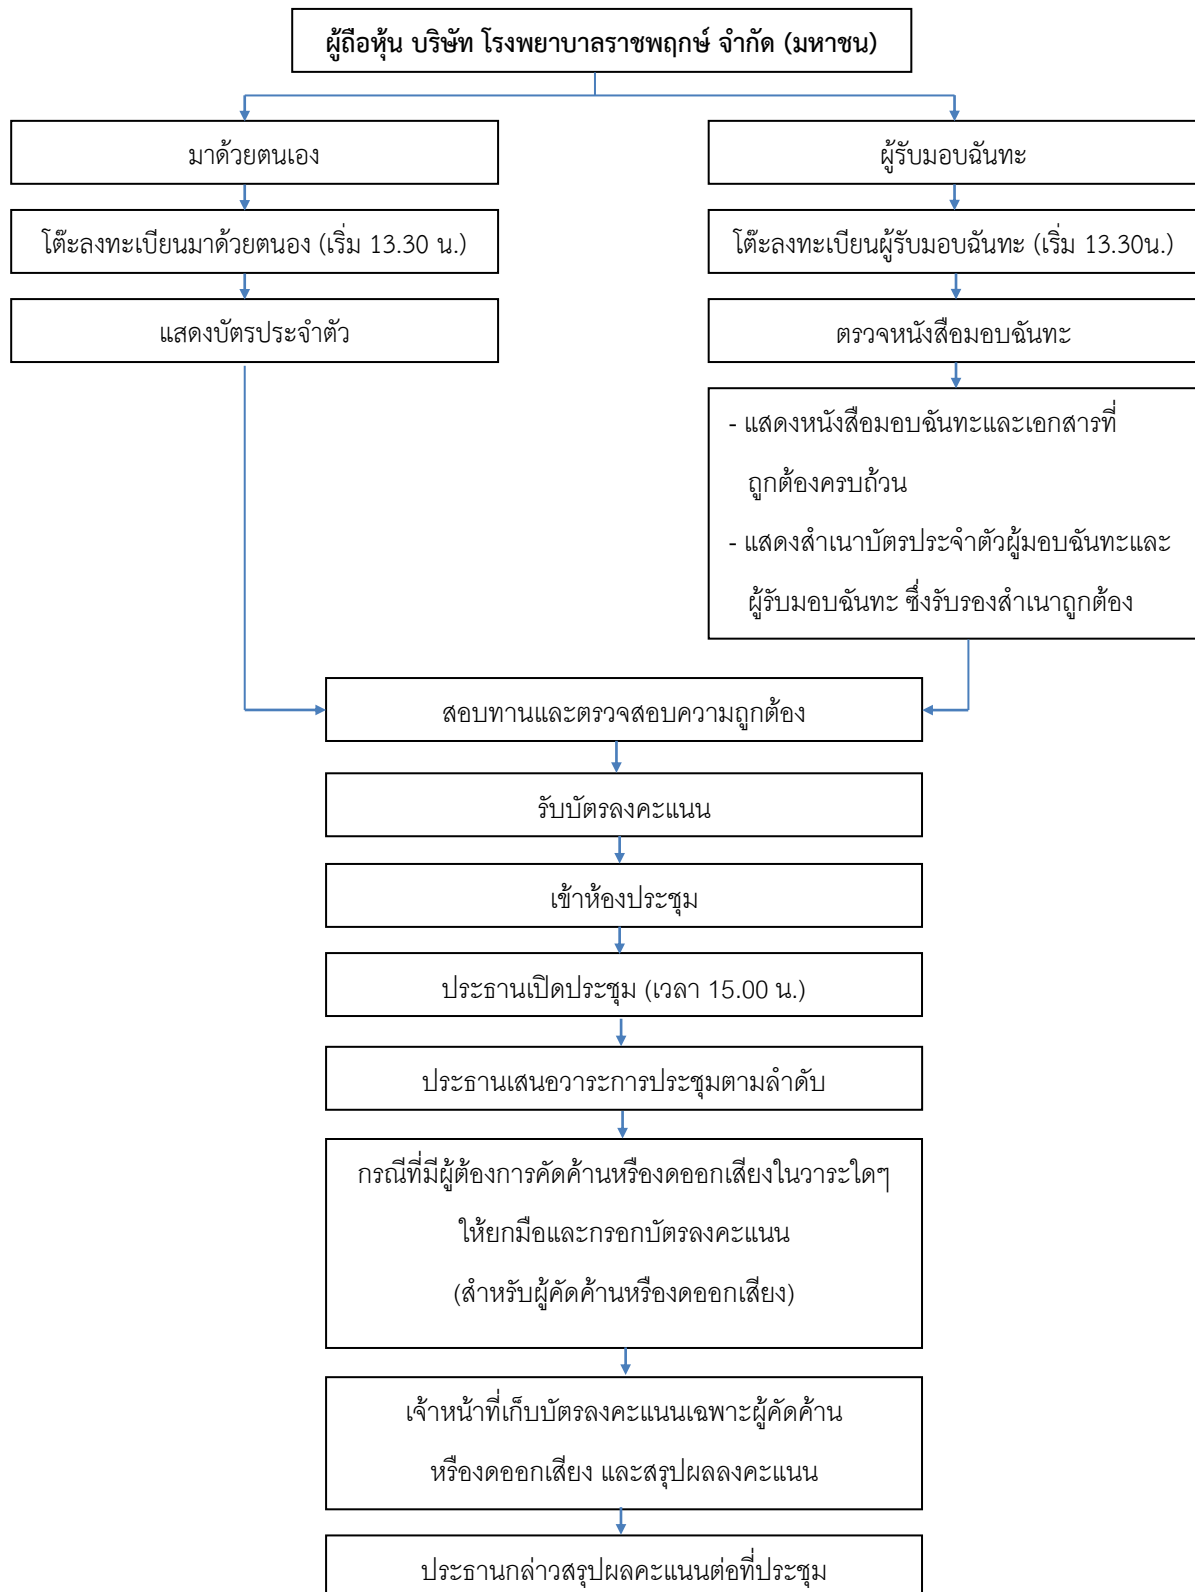 ผู้ถือหุ้น บริษัท โรงพยาบาลราชพฤกษ์ จำกัด (มหาชน)
มาด้วยตนเอง
ผู้รับมอบฉันทะ
โต๊ะลงทะเบียนมาด้วยตนอง (เริ่ม 13.30 น.)
โต๊ะลงทะเบียนผู้รับมอบฉันทะ (เริ่ม 13.30น.)
แสดงบัตรประจำตัว
ตรวจหนังสือมอบฉันทะ
- แสดงหนังสือมอบฉันทะและเอกสารที่
ถูกต้องครบถ้วน
- แสดงสำเนาบัตรประจำตัวผู้มอบฉันทะและ
ผู้รับมอบฉันทะ ซึ่งรับรองสำเนาถูกต้อง
สอบทานและตรวจสอบความถูกต้อง
รับบัตรลงคะแนน
เข้าห้องประชุม
ประธานเปิดประชุม (เวลา 15.00 น.)
ประธานเสนอวาระการประชุมตามลำดับ
กรณีที่มีผู้ต้องการคัดค้านหรืองดออกเสียงในวาระใดๆ
ให้ยกมือและกรอกบัตรลงคะแนน
(สำหรับผู้คัดค้านหรืองดออกเสียง)
เจ้าหน้าที่เก็บบัตรลงคะแนนเฉพาะผู้คัดค้าน
หรืองดออกเสียง และสรุปผลลงคะแนน
ประธานกล่าวสรุปผลคะแนนต่อที่ประชุม